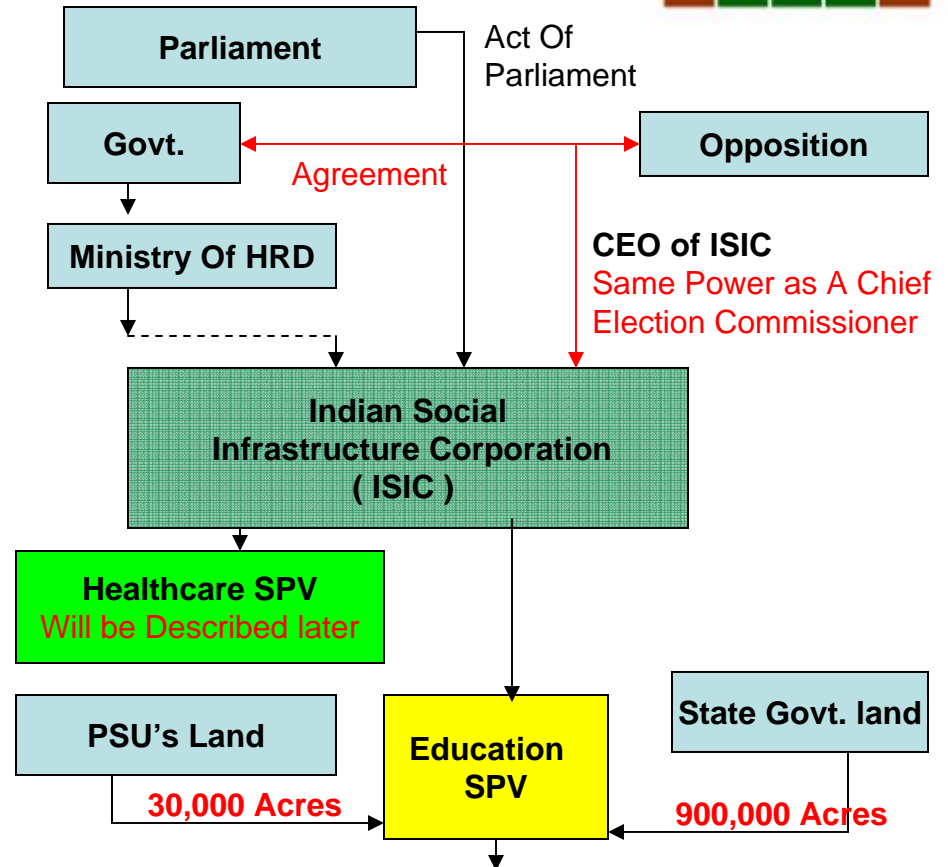 Parliament
Act Of
Parliament
Govt.
Opposition
Agreement
Ministry Of HRD
CEO of ISIC
Same Power as A Chief
Election Commissioner
Indian Social
Infrastructure Corporation
( ISIC )
Healthcare SPV
Will be Described later
PSU's Land
Education
SPV
State Govt. land
30,000 Acres
900,000 Acres